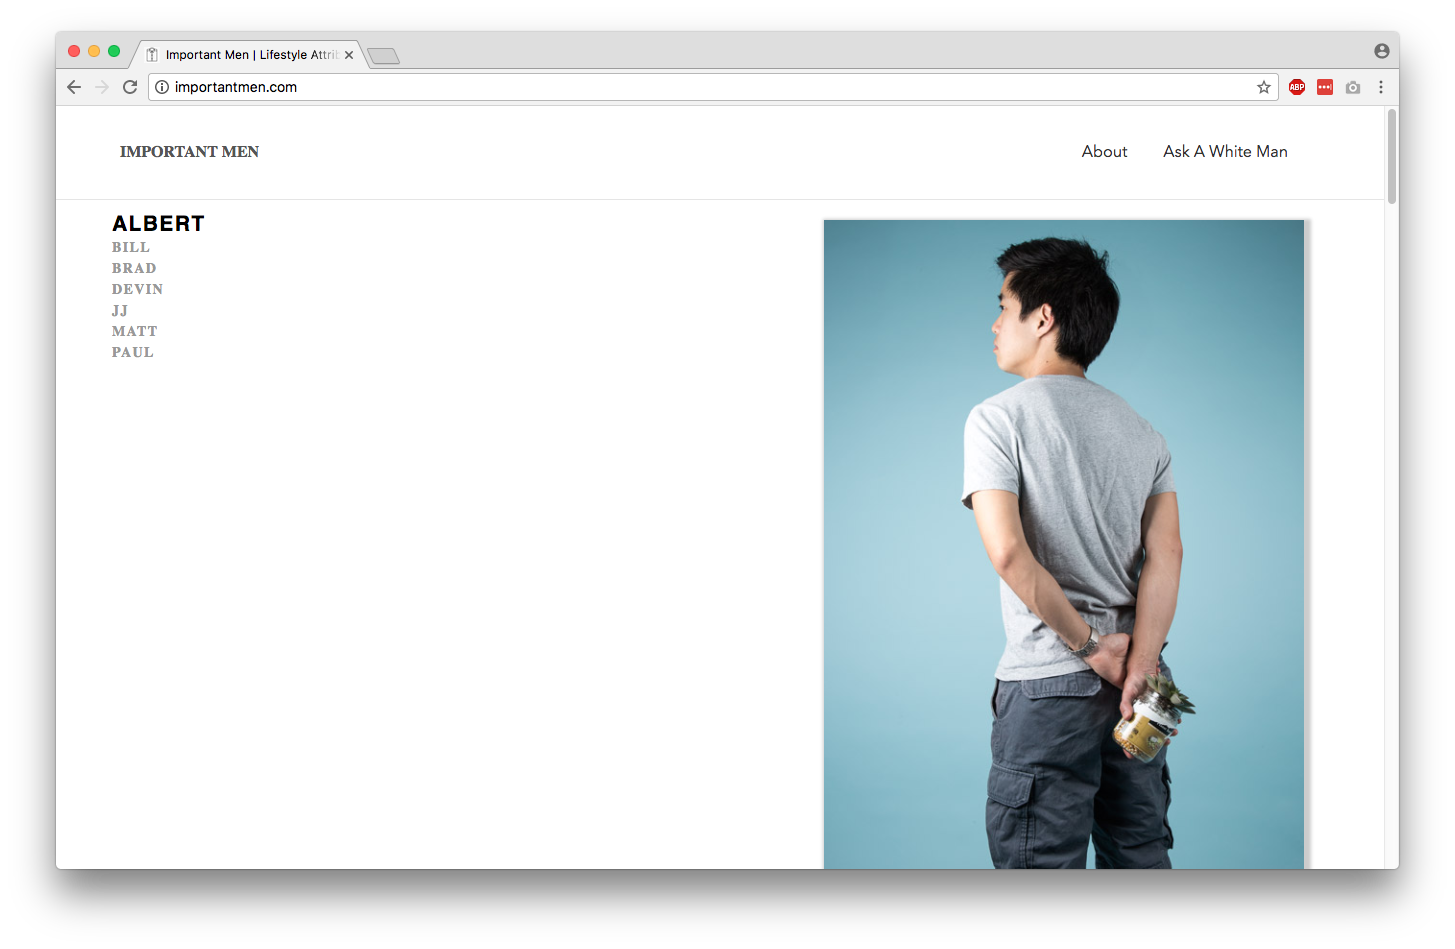 Important Men | Lifestyle Attrib
importantmen.com
ABP
IMPORTANT MEN
About
Ask A White Man
ALBERT
BILL
BRAD
DEVIN
JJ
MATT
PAUL